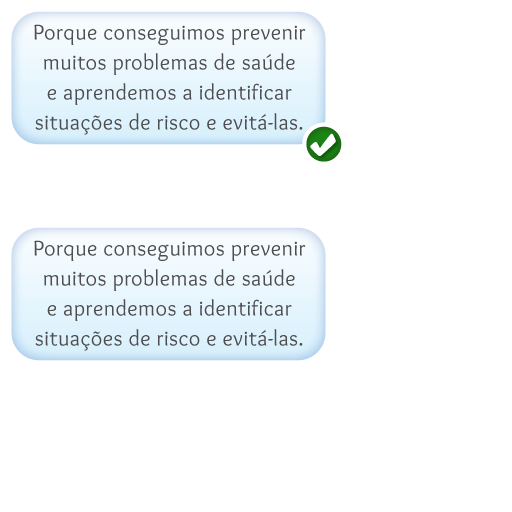 Porque conseguimos prevenir
muitos problemas de saúde
e aprendemos a identificar
situações de risco e evitá-las.
Porque conseguimos prevenir
muitos problemas de saúde
e aprendemos a identificar
situações de risco e evitá-las.